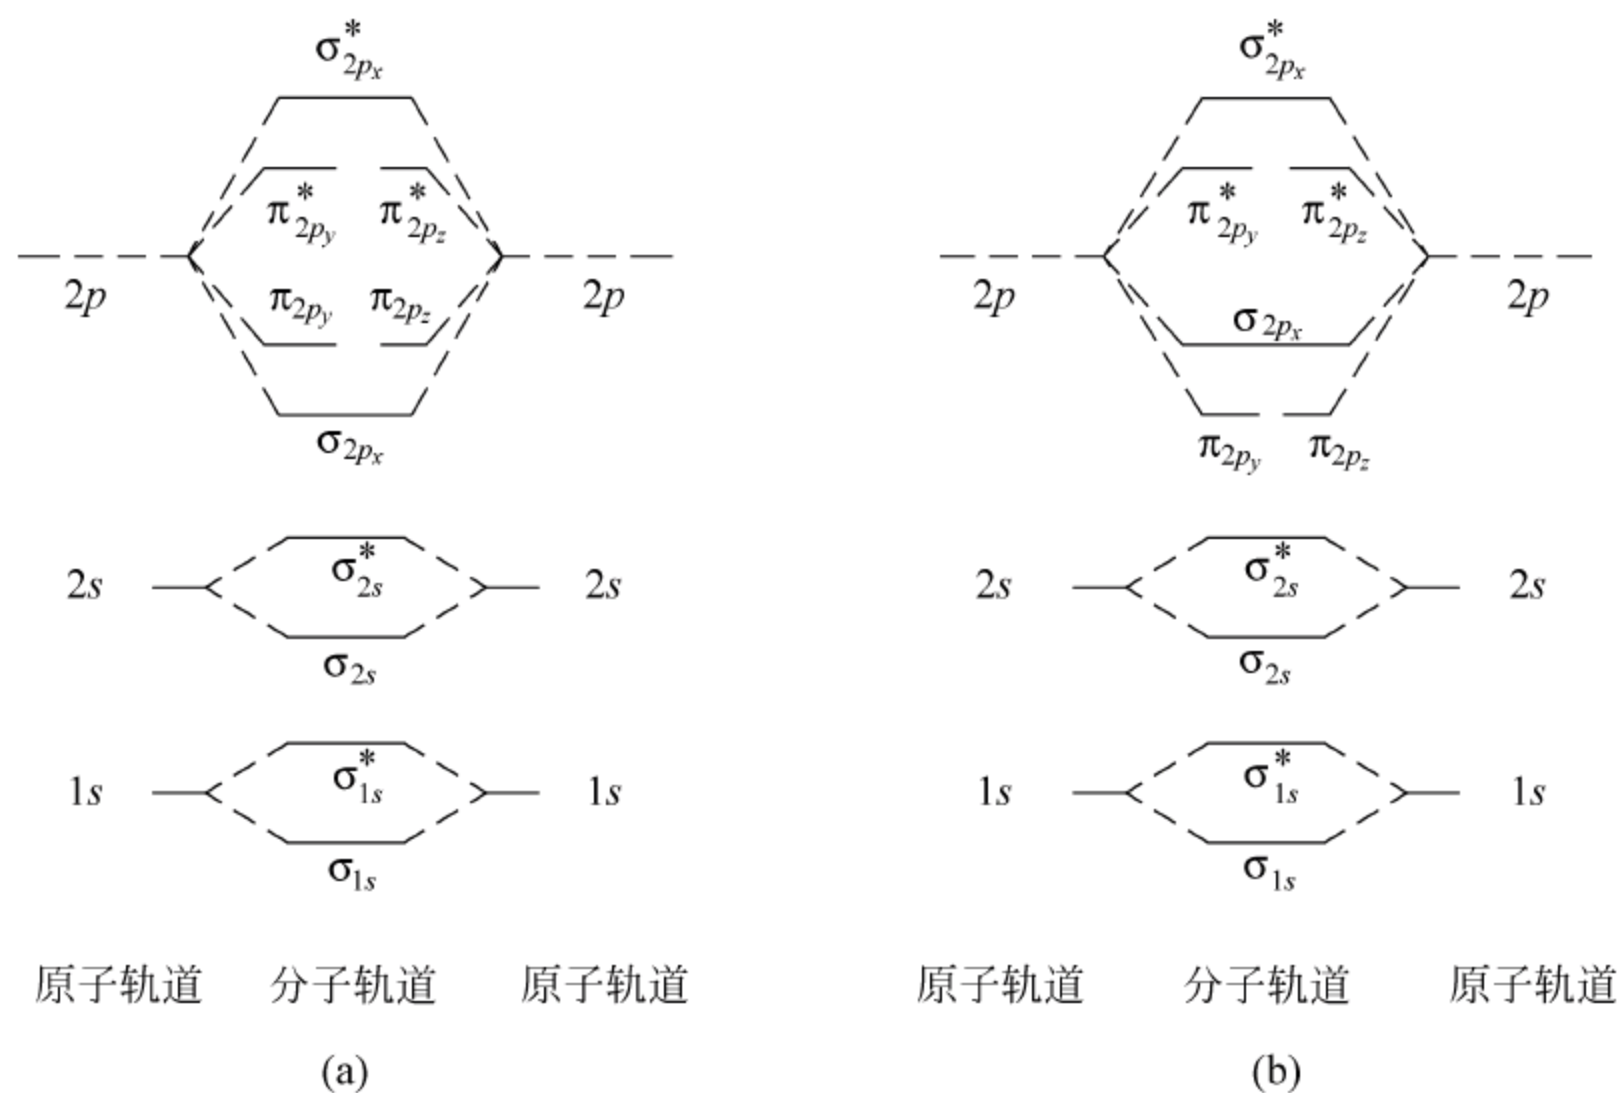 σ*2px σ*2px
π*2py π*2pz π*2py π*2pz
2p 2p 2p 2p
π2py π2pz σ2px
σ2px π2py π2pz
2s σ*2s 2s 2s σ*2s 2s
σ2s σ2s
1s σ*1s 1s 1s σ*1s 1s
σ1s σ1s
原子轨道 分子轨道 原子轨道 原子轨道 分子轨道 原子轨道
(a) (b)